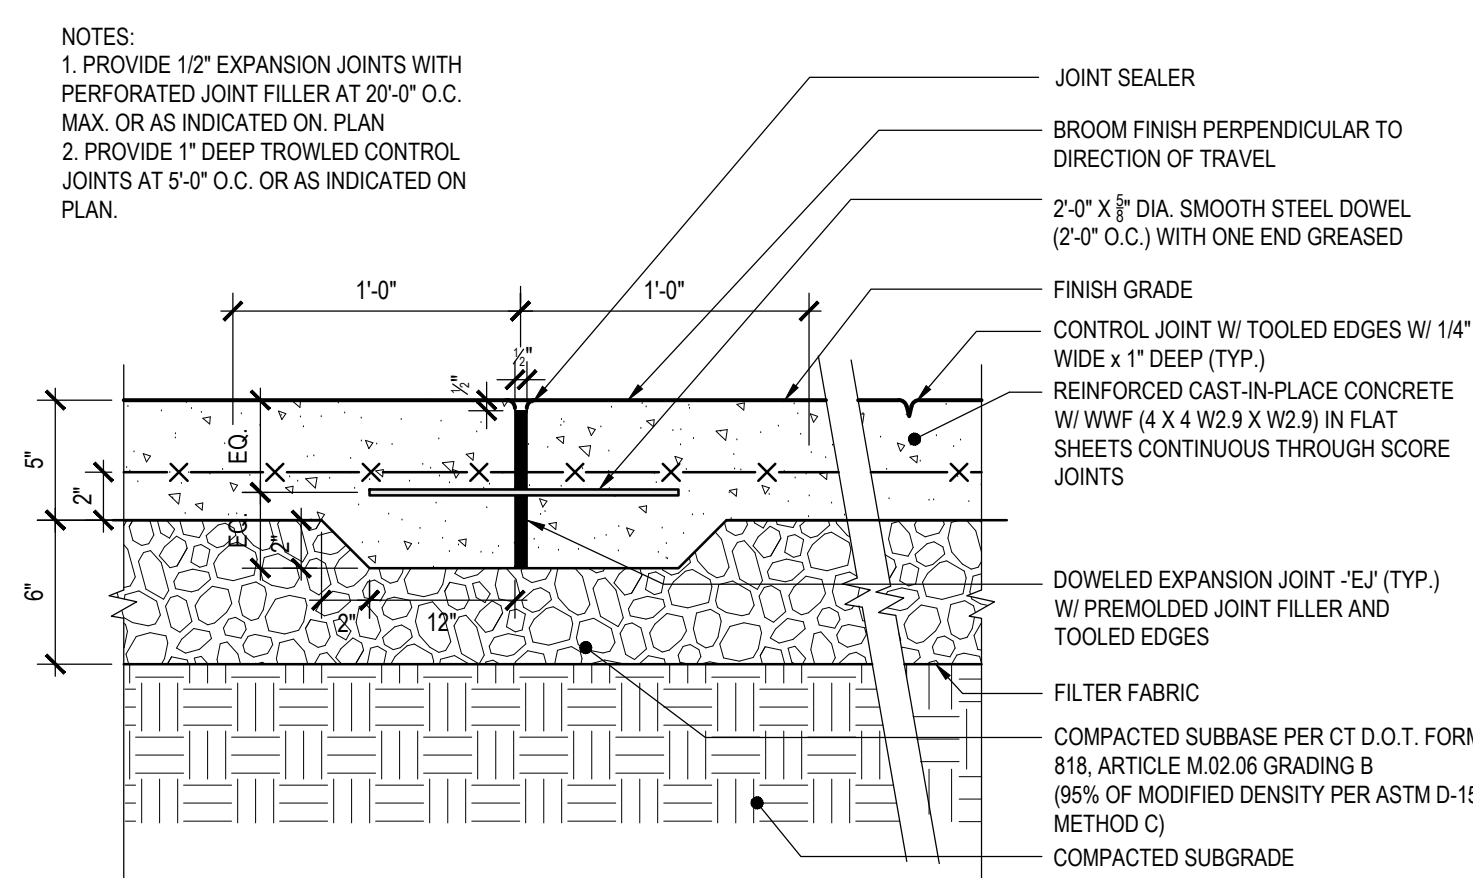 NOTES:
1. PROVIDE 1/2" EXPANSION JOINTS WITH
PERFORATED JOINT FILLER AT 20'-0" O.C.
MAX. OR AS INDICATED ON. PLAN
2. PROVIDE 1" DEEP TROWLED CONTROL
JOINTS AT 5'-0" O.C. OR AS INDICATED ON
PLAN.
JOINT SEALER
BROOM FINISH PERPENDICULAR TO
DIRECTION OF TRAVEL
2'-0" X 5/8" DIA. SMOOTH STEEL DOWEL
(2'-0" O.C.) WITH ONE END GREASED
FINISH GRADE
CONTROL JOINT W/ TOOLED EDGES W/ 1/4"
WIDE x 1" DEEP (TYP.)
REINFORCED CAST-IN-PLACE CONCRETE
W/ WWF (4 X 4 W2.9 X W2.9) IN FLAT
SHEETS CONTINUOUS THROUGH SCORE
JOINTS
DOWELED EXPANSION JOINT -'EJ' (TYP.)
W/ PREMOLDED JOINT FILLER AND
TOOLED EDGES
FILTER FABRIC
COMPACTED SUBBASE PER CT D.O.T. FORM
818, ARTICLE M.02.06 GRADING B
(95% OF MODIFIED DENSITY PER ASTM D-15
METHOD C)
COMPACTED SUBGRADE
1'-0"
1'-0"
½"
½"
5"
2"
EQ.
EQ.
2"
6"
2"
12"